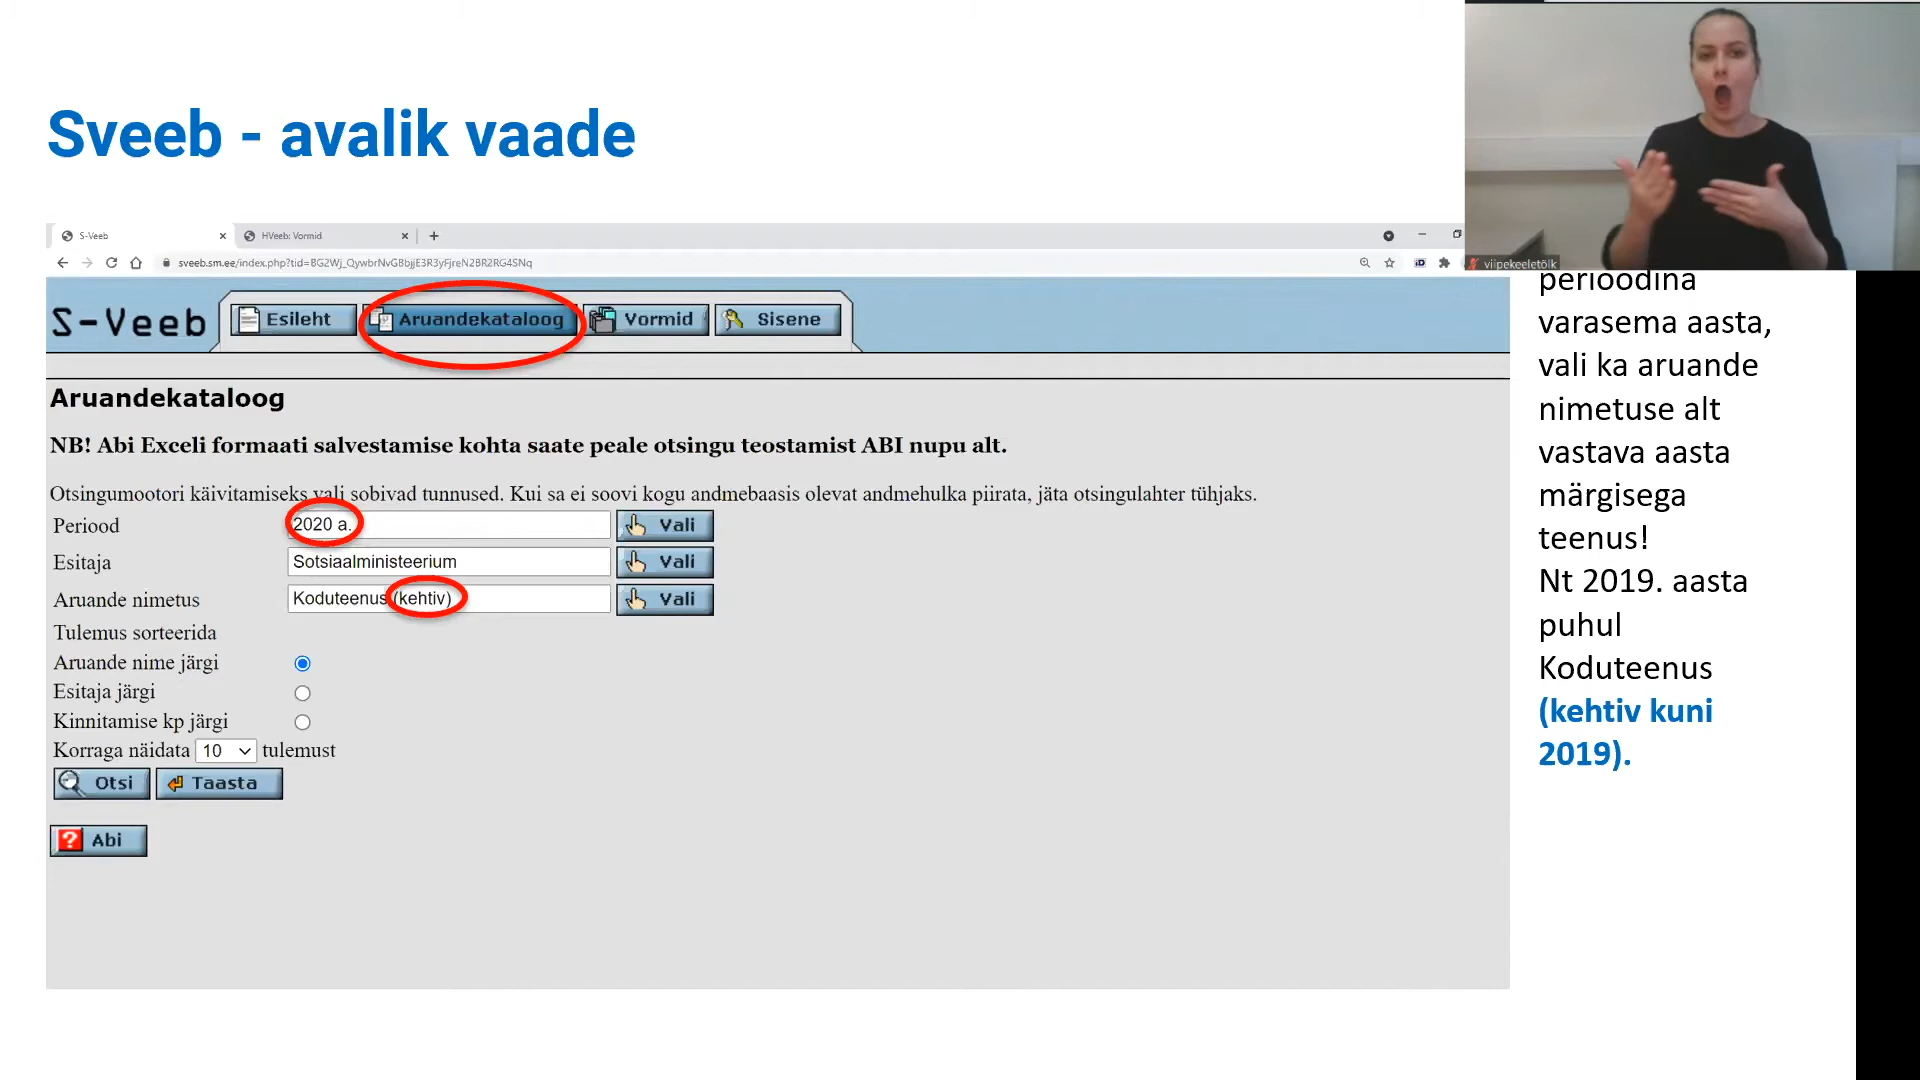 Sveeb - avalik vaade
S-Veeb
HVeeb: Vormid
sveeb.sm.ee/index.php?tid=
iD
viipekeeletõlk
S-Veeb
Esileht
Aruandekataloog
Vormid
Sisene
Aruandekataloog
NB! Abi Exceli formaati salvestamise kohta saate peale otsingu teostamist ABI nupu alt.
Otsingumootori käivitamiseks vali sobivad tunnused. Kui sa ei soovi kogu andmebaasis olevat andmehulka piirata, jäta otsingulahter tühjaks.
Periood 2020 a. Vali
Esitaja Sotsiaalministeerium Vali
Aruande nimetus Koduteenus (kehtiv) Vali
Tulemus sorteerida
Aruande nime järgi
Esitaja järgi
Kinnitamise kp järgi
Korraga näidata 10 tulemust
Otsi Taasta
? Abi
perioodina
varasema aasta,
vali ka aruande
nimetuse alt
vastava aasta
märgisega
teenus!
Nt 2019. aasta
puhul
Koduteenus
(kehtiv kuni
2019).